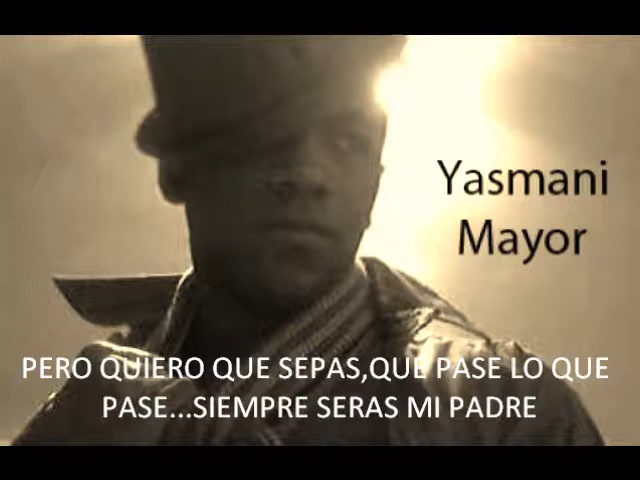 Yasmani
Mayor
PERO QUIERO QUE SEPAS,QUE PASE LO QUE
PASE...SIEMPRE SERAS MI PADRE